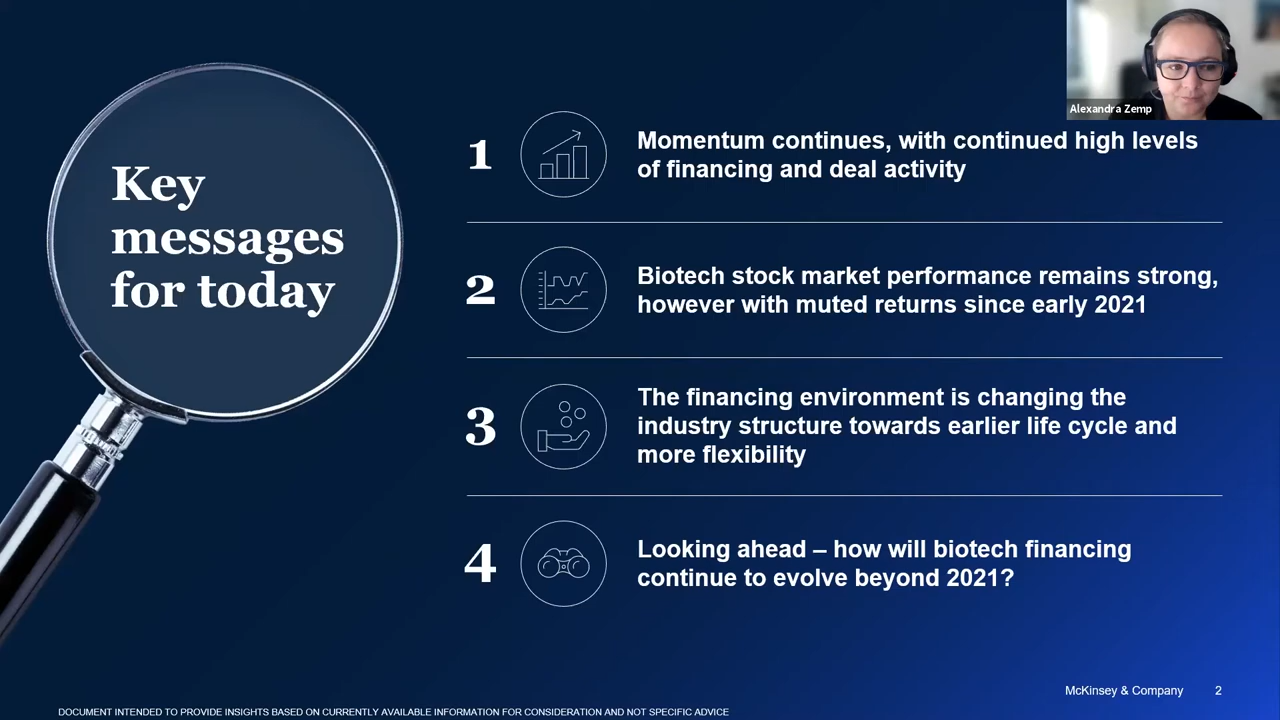 Alexandra Zemp
Key
messages
for today
1
Momentum continues, with continued high levels
of financing and deal activity
2
Biotech stock market performance remains strong,
however with muted returns since early 2021
3
The financing environment is changing the
industry structure towards earlier life cycle and
more flexibility
4
Looking ahead – how will biotech financing
continue to evolve beyond 2021?
McKinsey & Company 2
DOCUMENT INTENDED TO PROVIDE INSIGHTS BASED ON CURRENTLY AVAILABLE INFORMATION FOR CONSIDERATION AND NOT SPECIFIC ADVICE